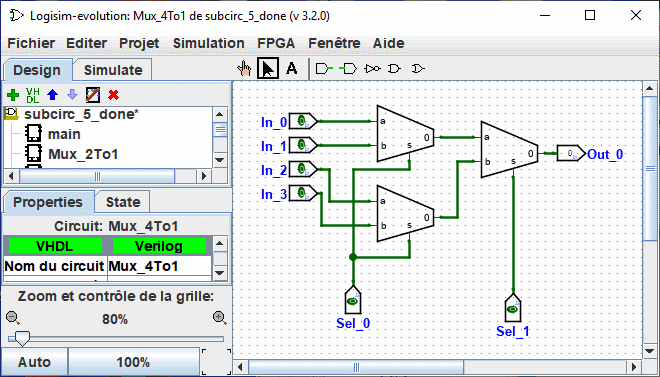 Logisim-evolution: Mux_4To1 de subcirc_5_done (v 3.2.0)
Fichier Editer Projet Simulation FPGA Fenêtre Aide
Design Simulate
A
VH
DL
subcirc_5_done*
main
Mux_2To1
Properties State
Circuit: Mux_4To1
VHDL Verilog
Nom du circuit Mux_4To1
Zoom et contrôle de la grille:
80%
Auto 100%
In_0 0 a
In_1 0 b s 0
In_2 0 a
In_3 0 b s 0
a b s 0
0 Out_0
Sel_0
Sel_1